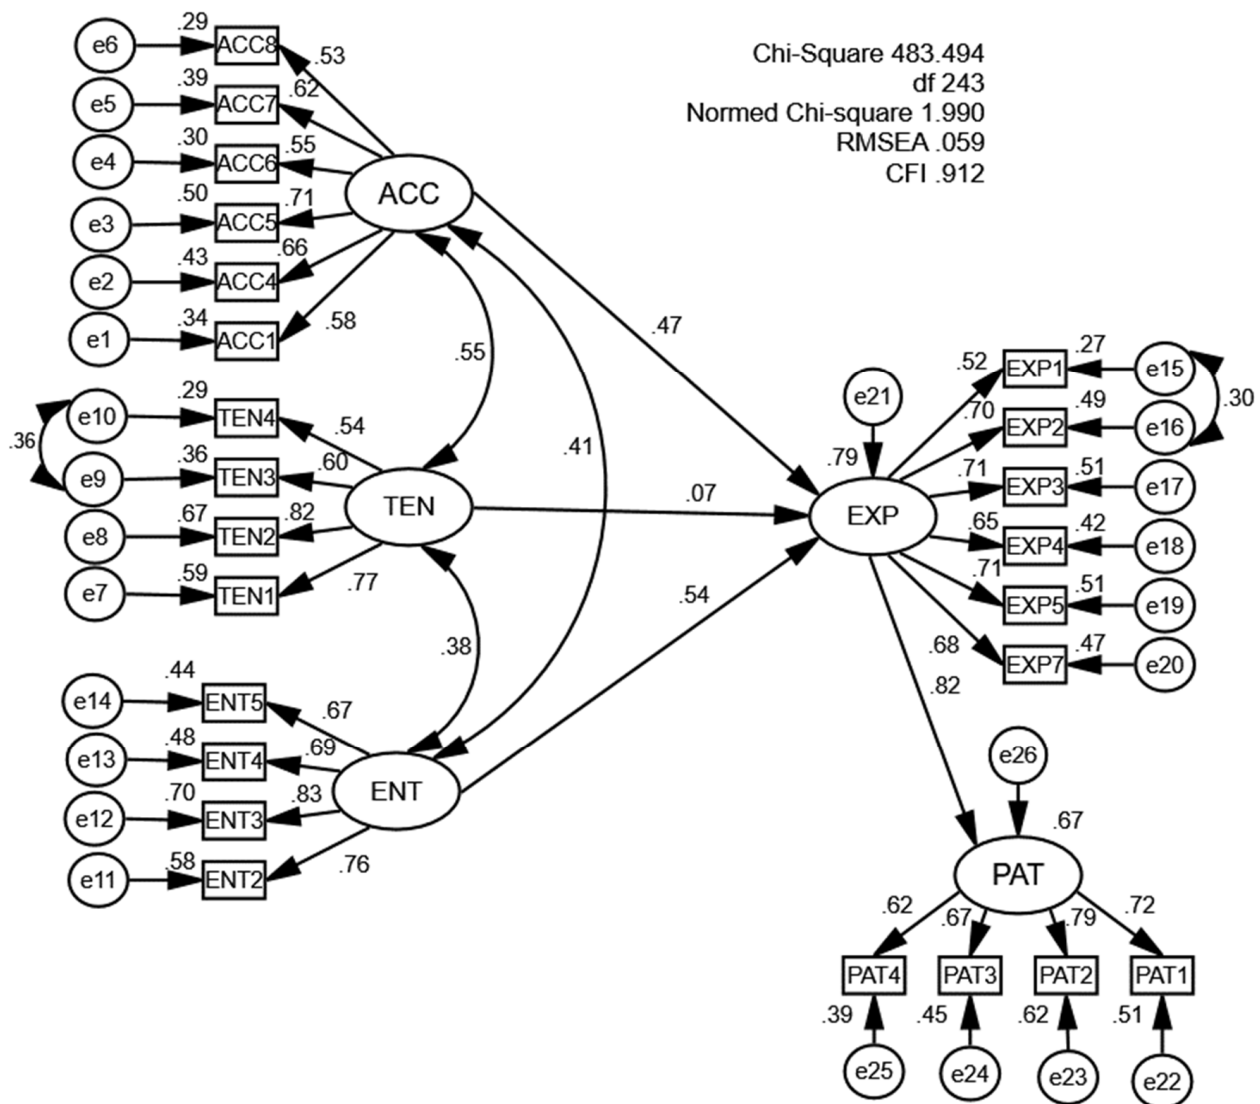 Chi-Square 483.494
df 243
Normed Chi-square 1.990
RMSEA .059
CFI .912
e6 .29 ACC8 .53
e5 .39 ACC7 .62
e4 .30 ACC6 .55
e3 .50 ACC5 .71
e2 .43 ACC4 .66
e1 .34 ACC1 .58
ACC
.47
.55
.41
.36
e10 .29 TEN4 .54
e9 .36 TEN3 .60
e8 .67 TEN2 .82
e7 .59 TEN1 .77
TEN
.07
.38
.54
e14 .44 ENT5 .67
e13 .48 ENT4 .69
e12 .70 ENT3 .83
e11 .58 ENT2 .76
ENT
e21
.79
EXP
.52 EXP1 .27 e15
.70 EXP2 .49 e16
.30
.71 EXP3 .51 e17
.65 EXP4 .42 e18
.71 EXP5 .51 e19
.68 EXP7 .47 e20
.82
e26
.67
PAT
.62 .67 .79 .72
PAT4 PAT3 PAT2 PAT1
.39 .45 .62 .51
e25 e24 e23 e22